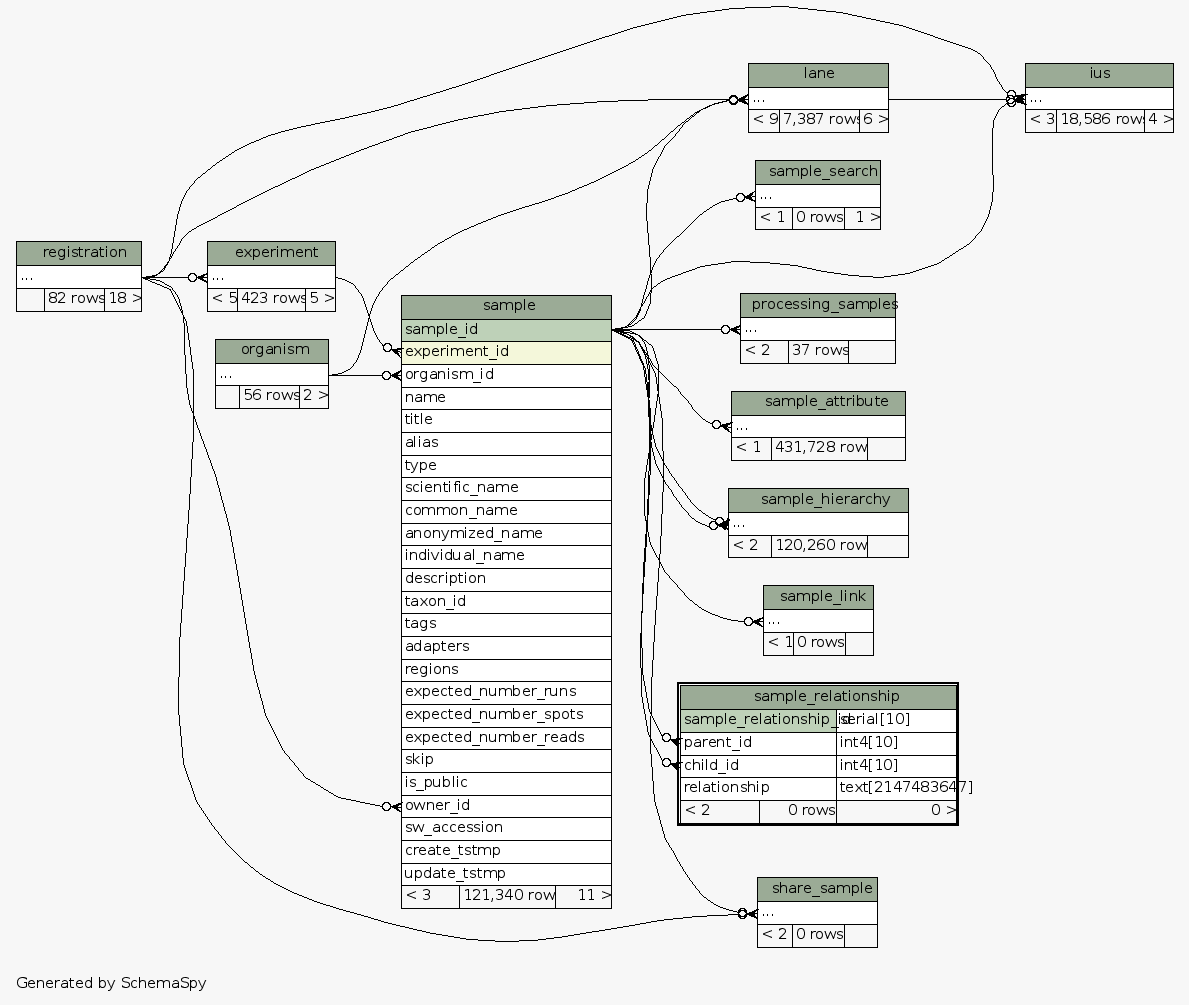 lane
...
< 9 7,387 rows 6 >
ius
...
< 3 18,586 rows 4 >
sample_search
...
< 1 0 rows 1 >
registration
...
82 rows 18 >
experiment
...
< 5 423 rows 5 >
organism
...
56 rows 2 >
sample
sample_id
experiment_id
organism_id
name
title
alias
type
scientific_name
common_name
anonymized_name
individual_name
description
taxon_id
tags
adapters
regions
expected_number_runs
expected_number_spots
expected_number_reads
skip
is_public
owner_id
sw_accession
create_tstmp
update_tstmp
< 3 121,340 row 11 >
processing_samples
...
< 2 37 rows
sample_attribute
...
< 1 431,728 row
sample_hierarchy
...
< 2 120,260 row
sample_link
...
< 1 0 rows
sample_relationship
sample_relationship_id serial[10]
parent_id int4[10]
child_id int4[10]
relationship text[2147483647]
< 2 0 rows 0 >
share_sample
...
< 2 0 rows
Generated by SchemaSpy